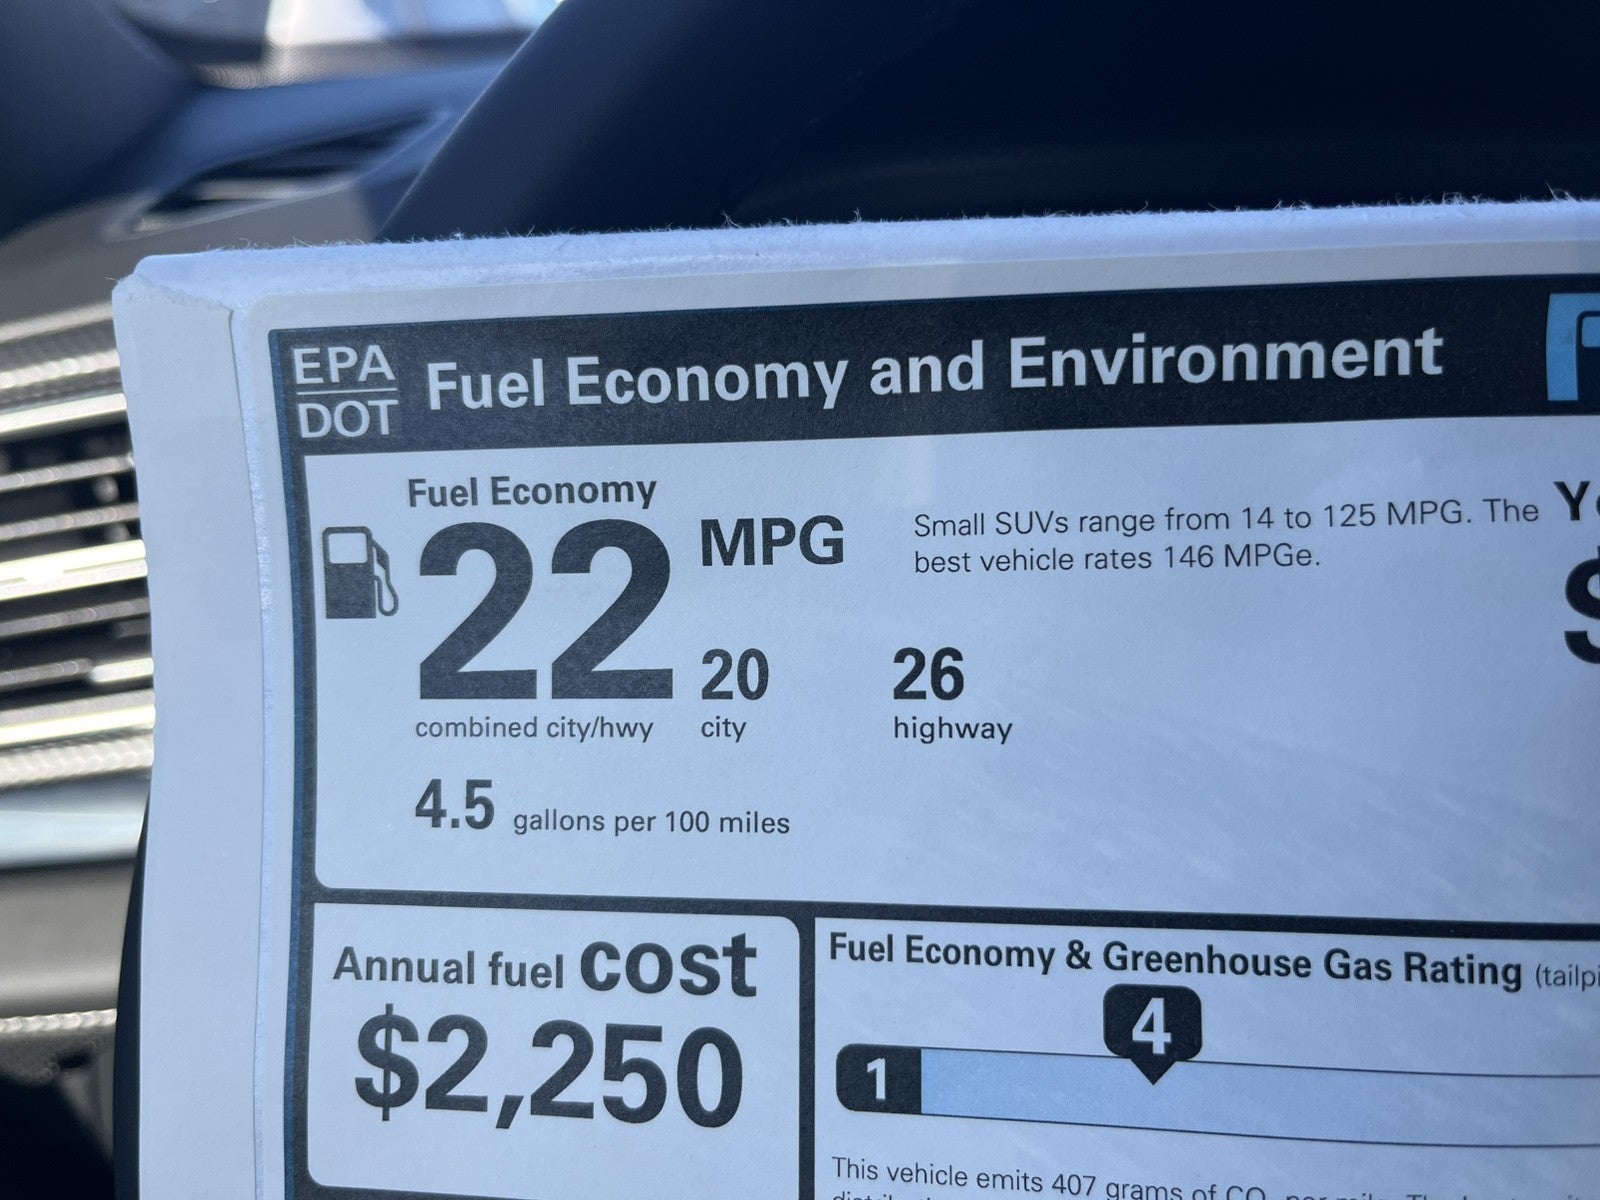 EPA
DOT
Fuel Economy and Environment
Fuel Economy
22 MPG
Small SUVs range from 14 to 125 MPG. The
best vehicle rates 146 MPGe.
$
20
26
combined city/hwy
city
highway
4.5 gallons per 100 miles
Annual fuel cost
$2,250
Fuel Economy & Greenhouse Gas Rating
4
1
This vehicle emits 407 grams of CO